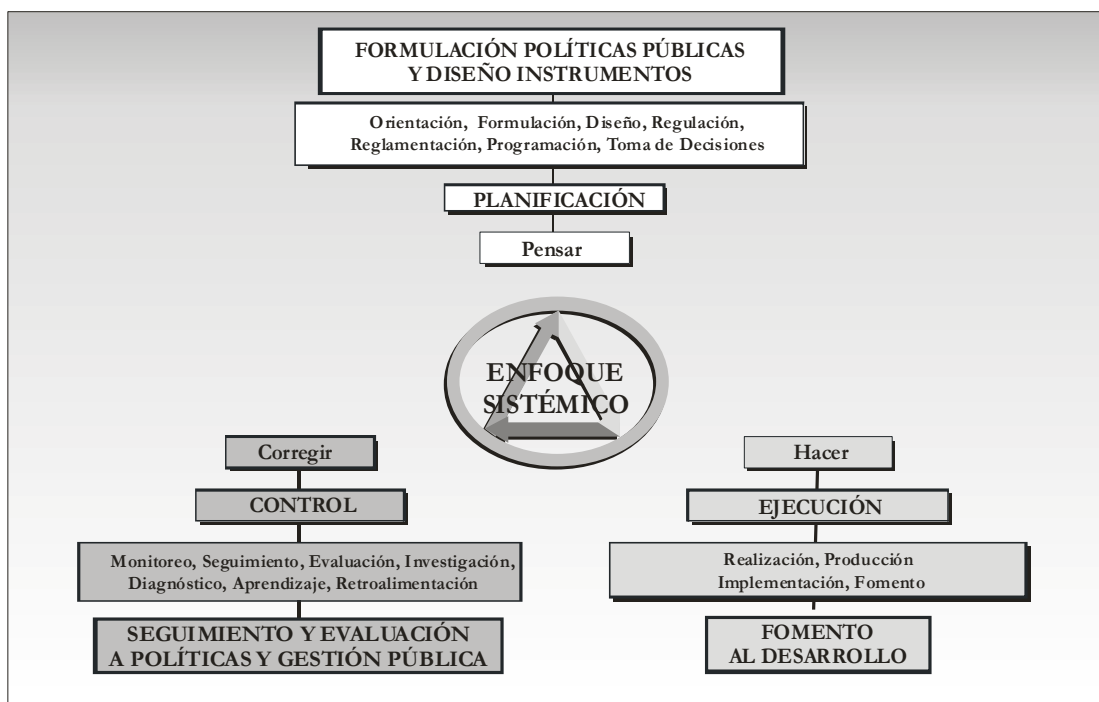 FORMULACIÓN POLÍTICAS PÚBLICAS
Y DISEÑO INSTRUMENTOS
Orientación, Formulación, Diseño, Regulación,
Reglamentación, Programación, Toma de Decisiones
PLANIFICACIÓN
Pensar
ENFOQUE
SISTÉMICO
Corregir
CONTROL
Monitoreo, Seguimiento, Evaluación, Investigación,
Diagnóstico, Aprendizaje, Retroalimentación
SEGUIMIENTO Y EVALUACIÓN
A POLÍTICAS Y GESTIÓN PÚBLICA
Hacer
EJECUCIÓN
Realización, Producción
Implementación, Fomento
FOMENTO
AL DESARROLLO